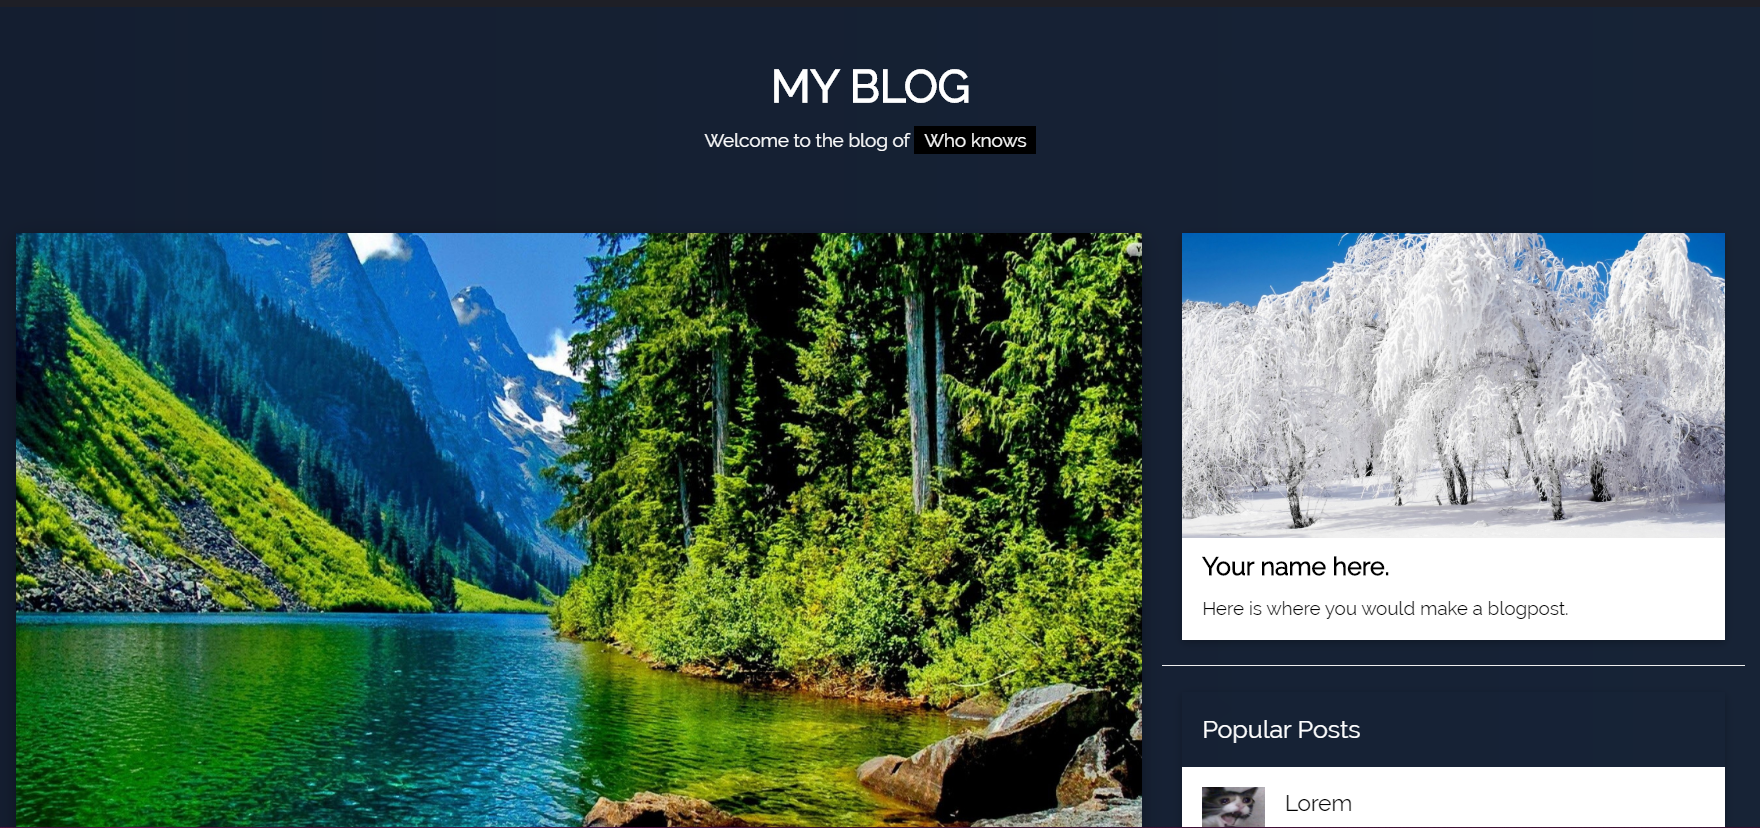 MY BLOG
Welcome to the blog of Who knows
Your name here.
Here is where you would make a blogpost.
Popular Posts
Lorem